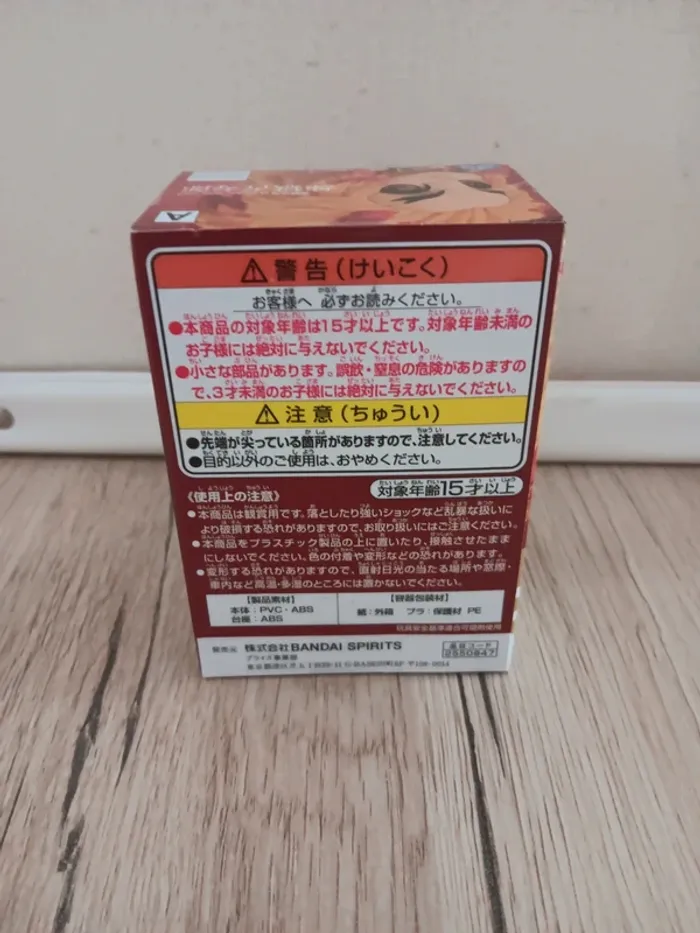 A
警告(けいこく)
お客様へ 必ずお読みください。
●本商品の対象年齢は15才以上です。対象年齢未満の
お子様には絶対に与えないでください。
●小さな部品があります。誤飲・窒息の危険がありますの
で、3才未満のお子様には絶対に与えないでください。
注意(ちゅうい)
●先端が尖っている箇所がありますので、注意してください。
●目的以外のご使用は、おやめください。
対象年齢15才以上
《使用上の注意》
●本商品は観賞用です。落としたり強いショックなど乱暴な扱いに
より破損する恐れがありますので、お取り扱いにはご注意ください。
●本商品をプラスチック製品の上に置いたり、接触させたまま
にしないでください。色の付着や変形などの恐れがあります。
●変形する恐れがありますので、直射日光の当たる場所や窓際、
車内など高温・多湿のところには置かないでください。
【製品素材】
本体:PVC・ABS
台座:ABS
【容器包装材】
紙:外箱 プラ:保護材 PE
販売元 株式会社BANDAI SPIRITS
プライズ事業部
品番コード
2550847